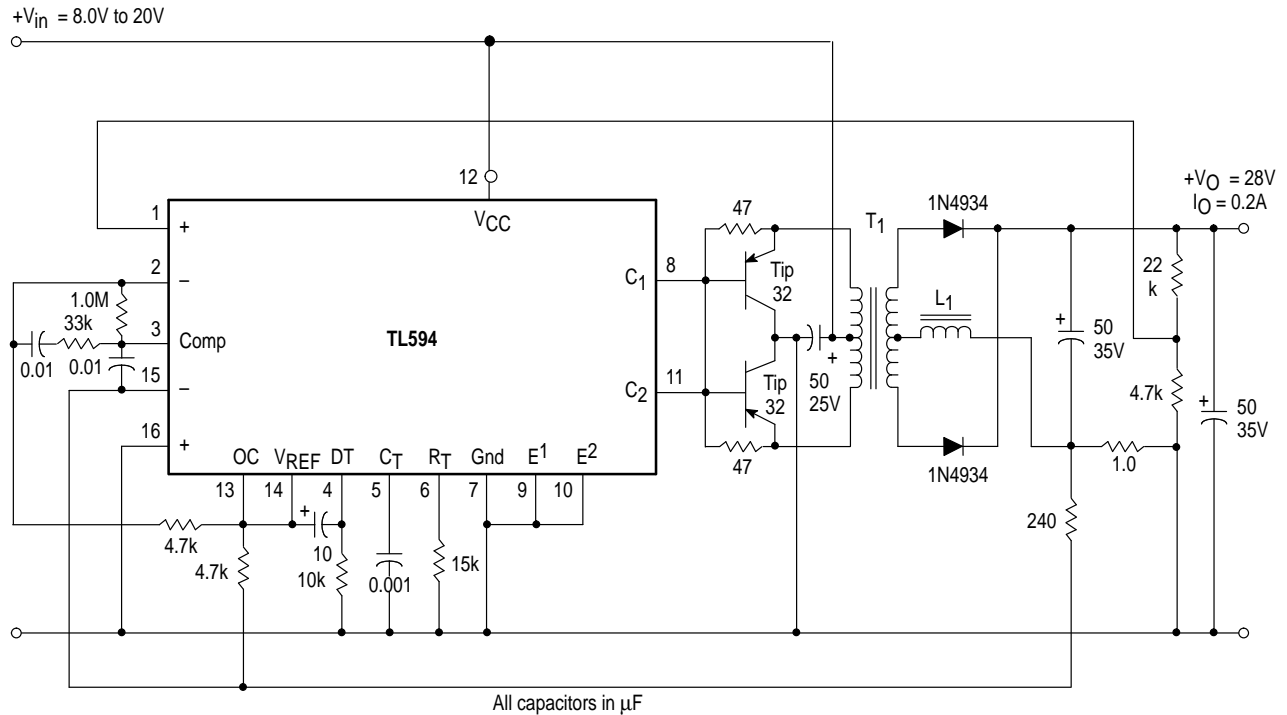 +Vin = 8.0V to 20V
12
VCC
+VO = 28V
IO = 0.2A
1N4934
T1
47
1
+
2
−
1.0M
33k
3
Comp
0.01
0.01
15
−
16
+
TL594
C1
8
C2
11
Tip
32
Tip
32
47
+
50
25V
L1
1N4934
+
50
35V
22
k
4.7k
+
50
35V
1.0
240
OC
VREF
DT
CT
RT
Gnd
E1
E2
13
14
4
5
6
7
9
10
4.7k
4.7k
+
10
10k
0.001
15k
All capacitors in µF